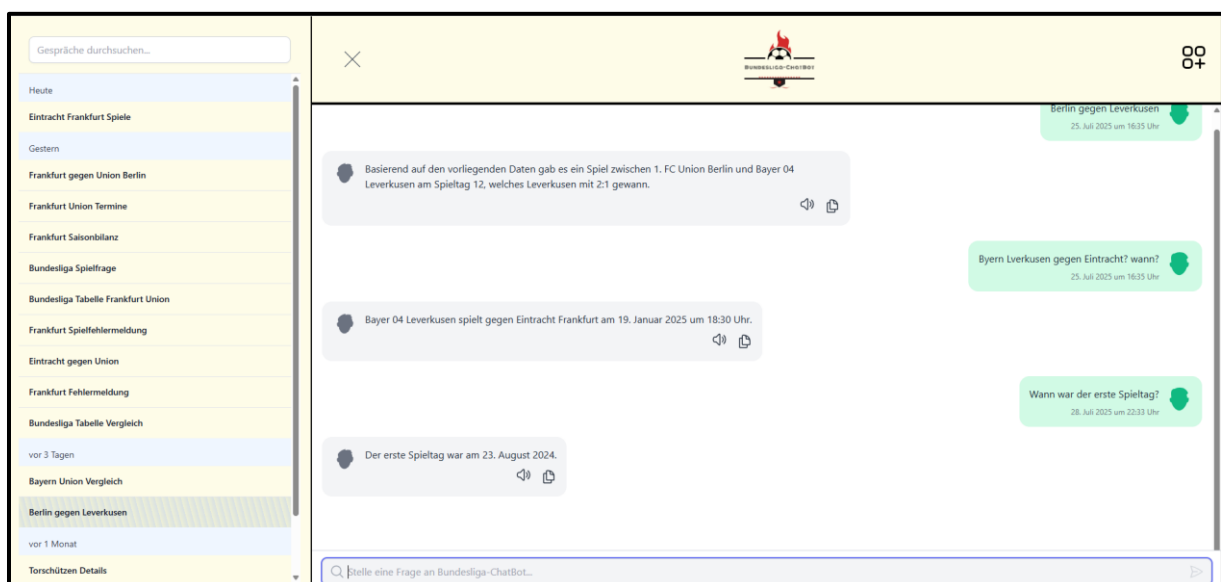 Gespräche durchsuchen...
Heute
Eintracht Frankfurt Spiele
Gestern
Frankfurt gegen Union Berlin
Frankfurt Union Termine
Frankfurt Saisonbilanz
Bundesliga Spielfrage
Bundesliga Tabelle Frankfurt Union
Frankfurt Spielfehlermeldung
Eintracht gegen Union
Frankfurt Fehlermeldung
Bundesliga Tabelle Vergleich
vor 3 Tagen
Bayern Union Vergleich
Berlin gegen Leverkusen
vor 1 Monat
Torschützen Details
Bundesliga-ChatBot
Berlin gegen Leverkusen
25. Juli 2025 um 16:35 Uhr
Basierend auf den vorliegenden Daten gab es ein Spiel zwischen 1. FC Union Berlin und Bayer 04
Leverkusen am Spieltag 12, welches Leverkusen mit 2:1 gewann.
Byern Lverkusen gegen Eintracht? wann?
25. Juli 2025 um 16:35 Uhr
Bayer 04 Leverkusen spielt gegen Eintracht Frankfurt am 19. Januar 2025 um 18:30 Uhr.
Wann war der erste Spieltag?
28. Juli 2025 um 22:33 Uhr
Der erste Spieltag war am 23. August 2024.
Stelle eine Frage an Bundesliga-ChatBot...